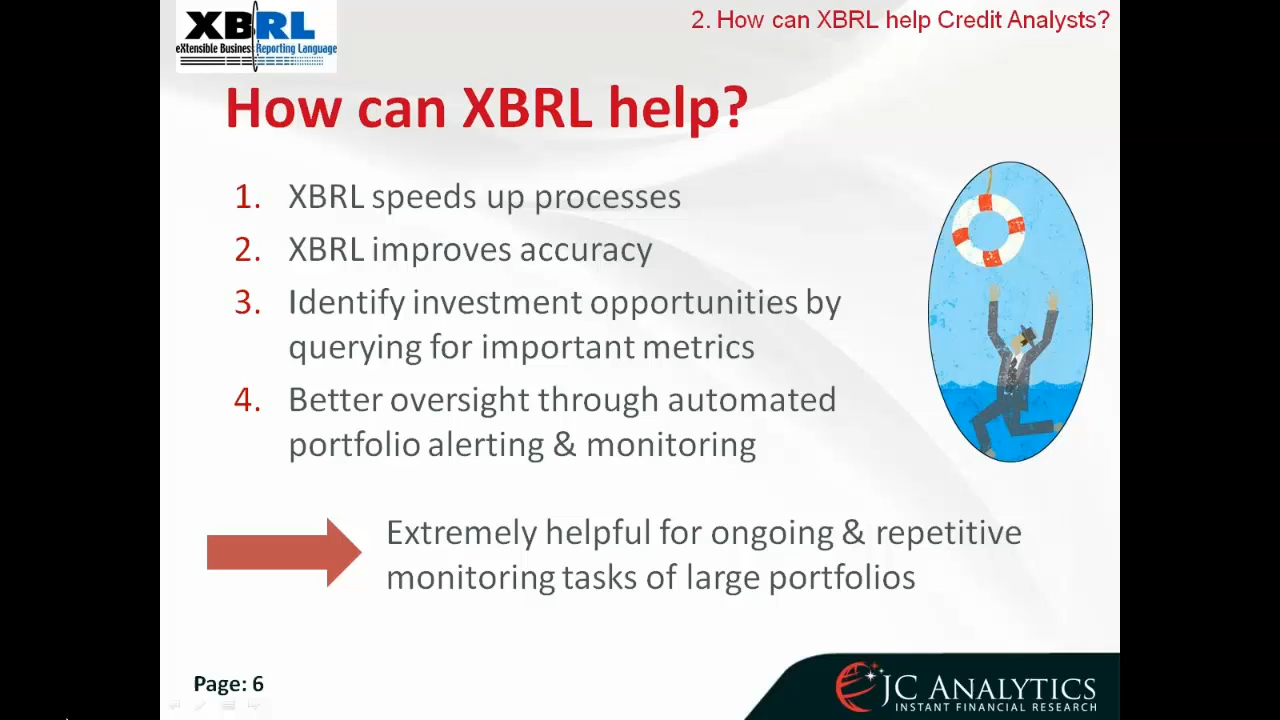 XBRL
eXtensible Business Reporting Language
2. How can XBRL help Credit Analysts?
How can XBRL help?
1. XBRL speeds up processes
2. XBRL improves accuracy
3. Identify investment opportunities by
querying for important metrics
4. Better oversight through automated
portfolio alerting & monitoring
Extremely helpful for ongoing & repetitive
monitoring tasks of large portfolios
Page: 6
JC ANALYTICS
INSTANT FINANCIAL RESEARCH